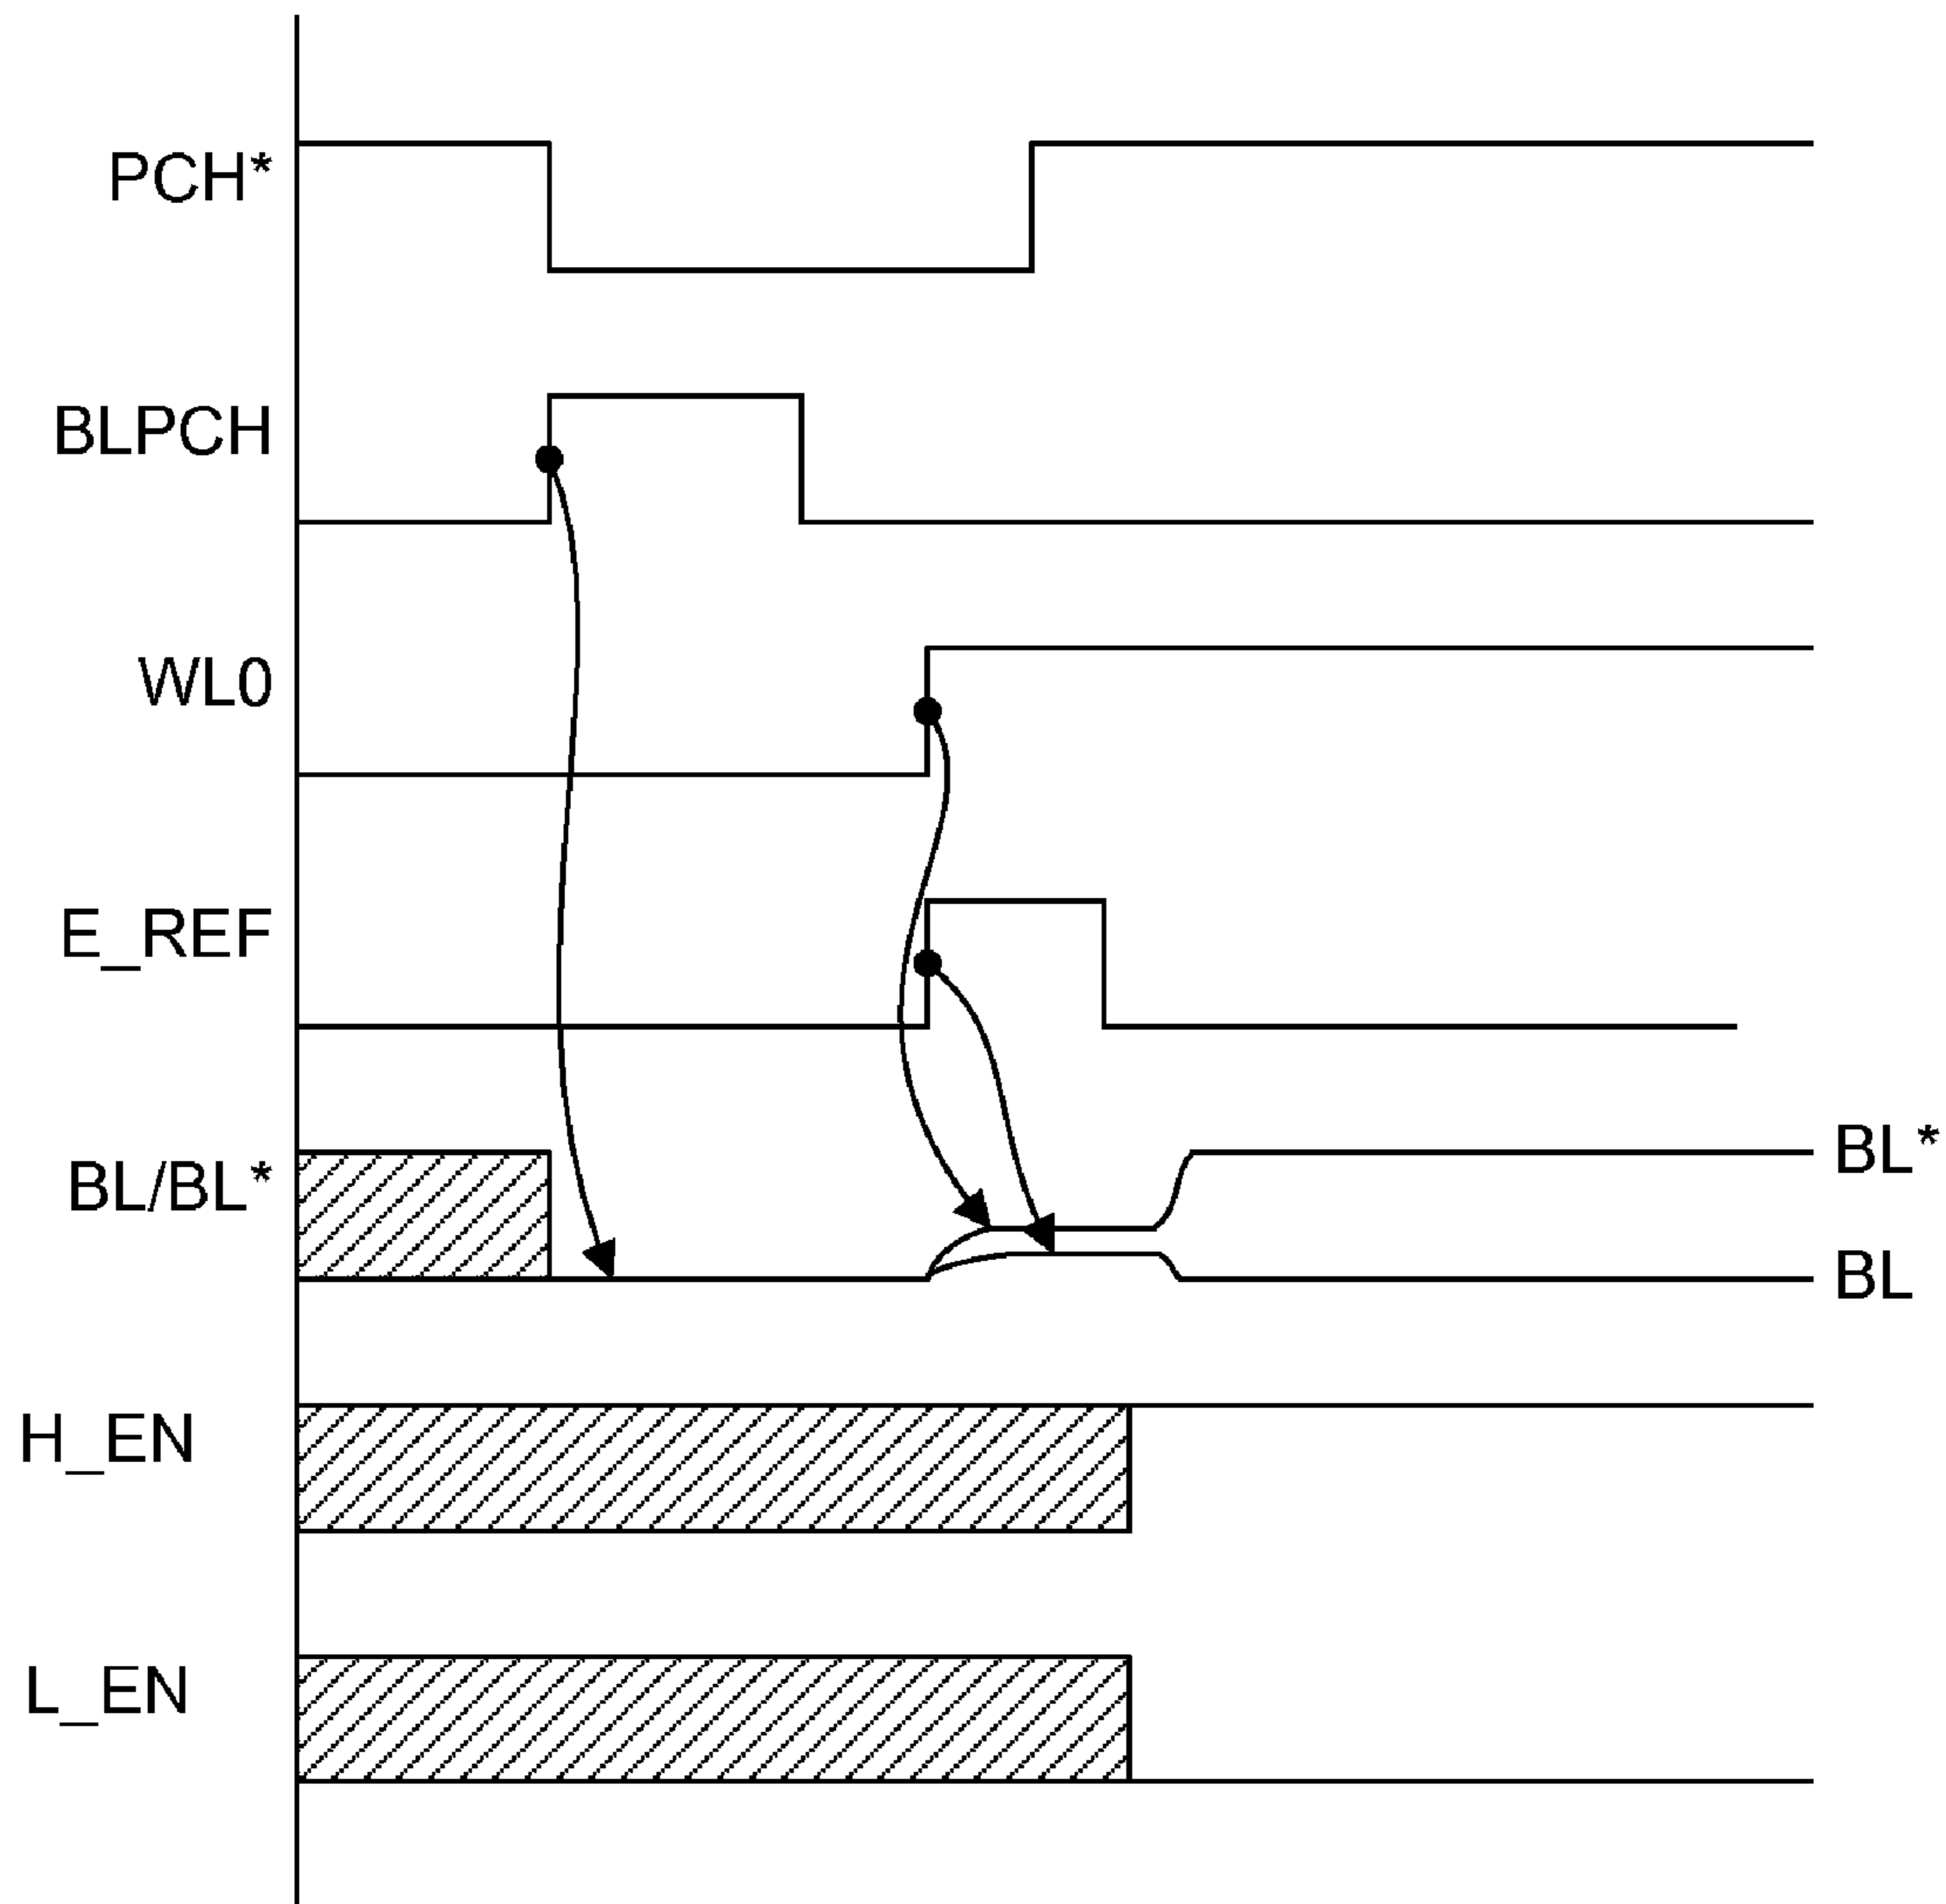 PCH*
BLPCH
WL0
E_REF
BL/BL*
BL*
BL
H_EN
L_EN